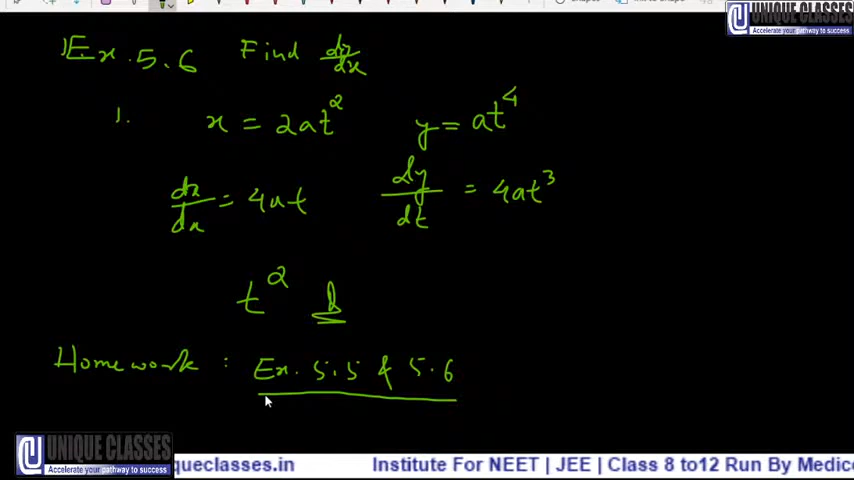 UNIQUE CLASSES
Accelerate your pathway to success
Ex. 5.6 Find dy/dx
1. x = 2at² y = at⁴
dx/dx = 4at dy/dt = 4at³
t²
Homework : Ex. 5.5 & 5.6
UNIQUE CLASSES
Accelerate your pathway to success
queclasses.in Institute For NEET | JEE | Class 8 to12 Run By Medic